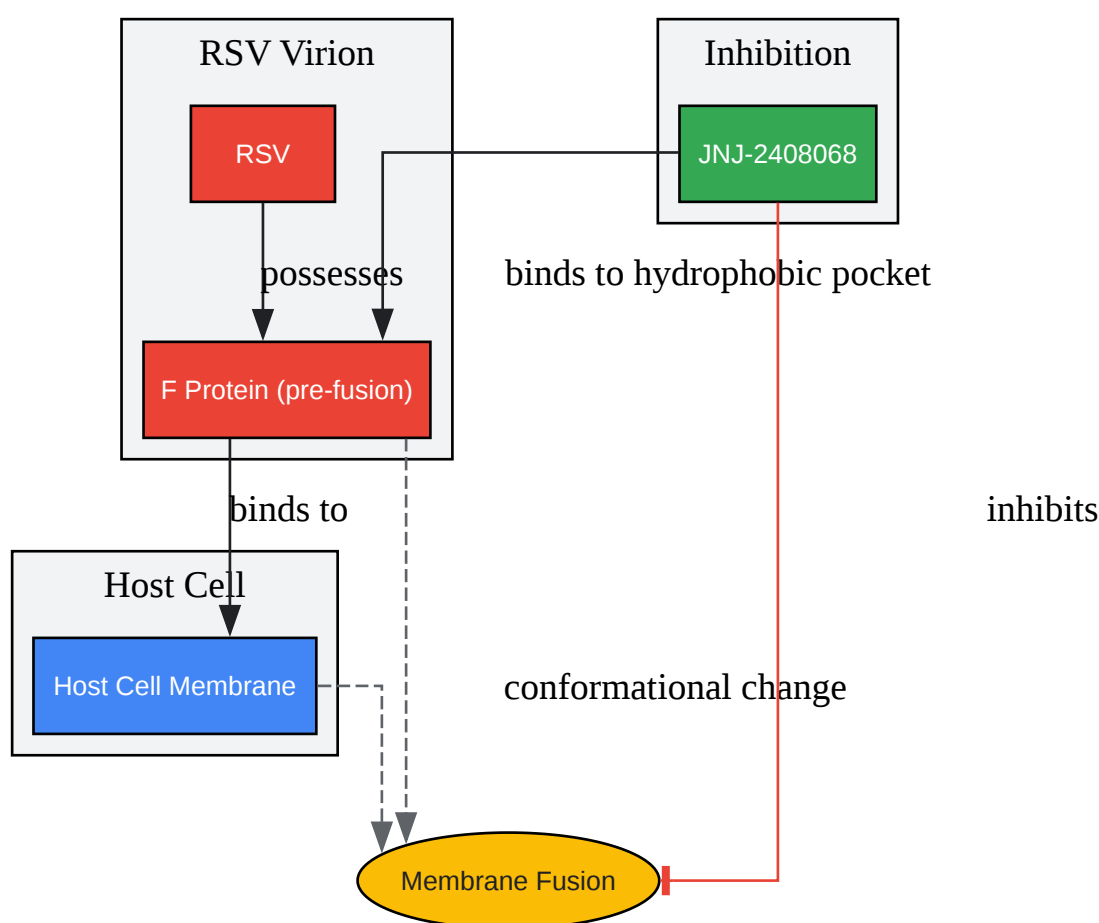 RSV Virion
Inhibition
RSV
JNJ-2408068
possesses
binds to hydrophobic pocket
F Protein (pre-fusion)
binds to
inhibits
Host Cell
Host Cell Membrane
conformational change
Membrane Fusion